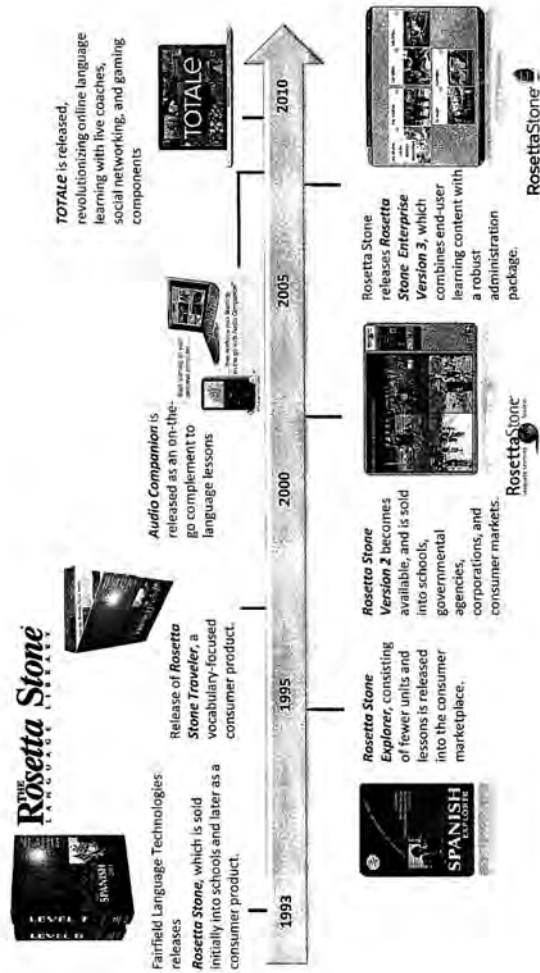 THE
Rosetta Stone
LANGUAGE LIBRARY
LEVEL I
LEVEL II
SPANISH
Fairfield Language Technologies
releases
Rosetta Stone, which is sold
initially into schools and later as a
consumer product.
Release of Rosetta
Stone Traveler, a
vocabulary-focused
consumer product.
Audio Companion is
released as an on-the-
go complement to
language lessons
TOTALe is released,
revolutionizing online language
learning with live coaches,
social networking, and gaming
components
TOTALe
1993
1995
2000
2005
2010
SPANISH
EXPLORER
Rosetta Stone
Explorer, consisting
of fewer units and
lessons is released
into the consumer
marketplace.
Rosetta Stone
Version 2 becomes
available, and is sold
into schools,
governmental
agencies,
corporations, and
consumer markets.
RosettaStone
Rosetta Stone
releases Rosetta
Stone Enterprise
Version 3, which
combines end-user
learning content with
a robust
administration
package.
RosettaStone